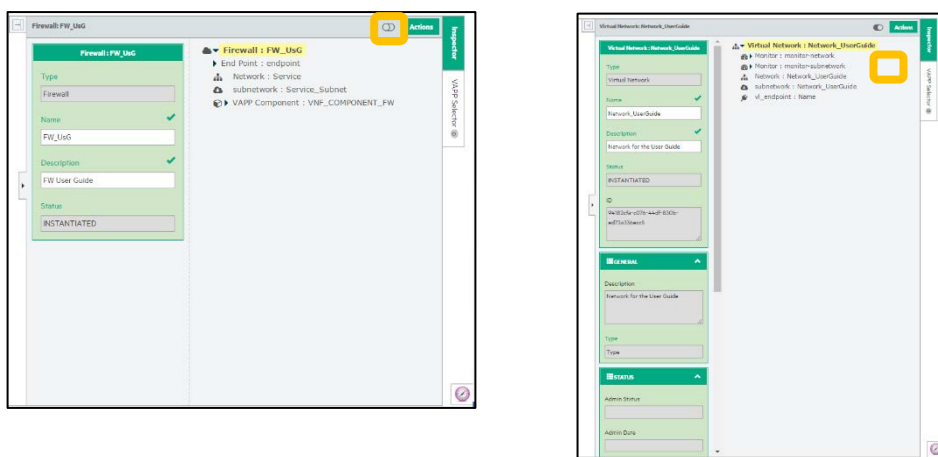 Firewall: FW_UsG
Actions
Inspector
VAPP Selector
Firewall : FW_UsG
Type
Firewall
Name
FW_UsG
Description
FW User Guide
Status
INSTANTIATED
Firewall : FW_UsG
End Point : endpoint
Network : Service
subnetwork : Service_Subnet
VAPP Component : VNF_COMPONENT_FW
Virtual Network: Network_UserGuide
Actions
Inspector
VAPP Selector
Virtual Network : Network_UserGuide
Type
Virtual Network
Name
Network_UserGuide
Description
Network for the User Guide
Status
INSTANTIATED
ID
GENERAL
Description
Network for the User Guide
Type
Type
STATUS
Admin Status
Admin Date
Virtual Network : Network_UserGuide
Monitor : monitor-network
Monitor : monitor-subnetwork
Network : Network_UserGuide
subnetwork : Network_UserGuide
vl_endpoint : Name